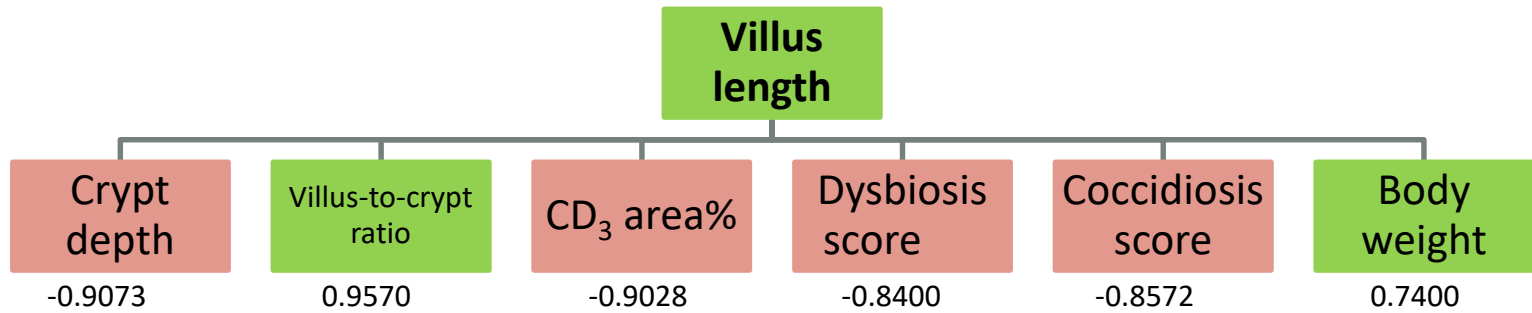 Villus
length
Crypt
depth
Villus-to-crypt
ratio
CD₃ area%
Dysbiosis
score
Coccidiosis
score
Body
weight
-0.9073
0.9570
-0.9028
-0.8400
-0.8572
0.7400